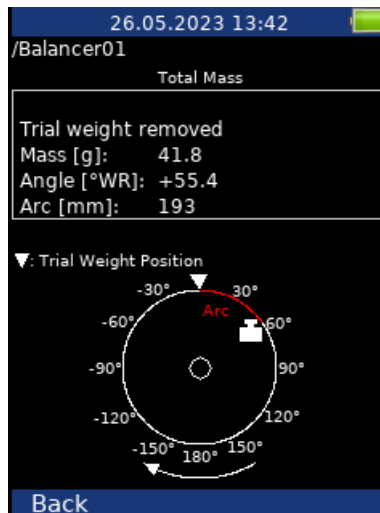 26.05.2023 13:42
/Balancer01
Total Mass
Trial weight removed
Mass [g]: 41.8
Angle [°WR]: +55.4
Arc [mm]: 193
▼: Trial Weight Position
-30° 30°
Arc
-60° 60°
-90° 90°
-120° 120°
-150° 180° 150°
Back